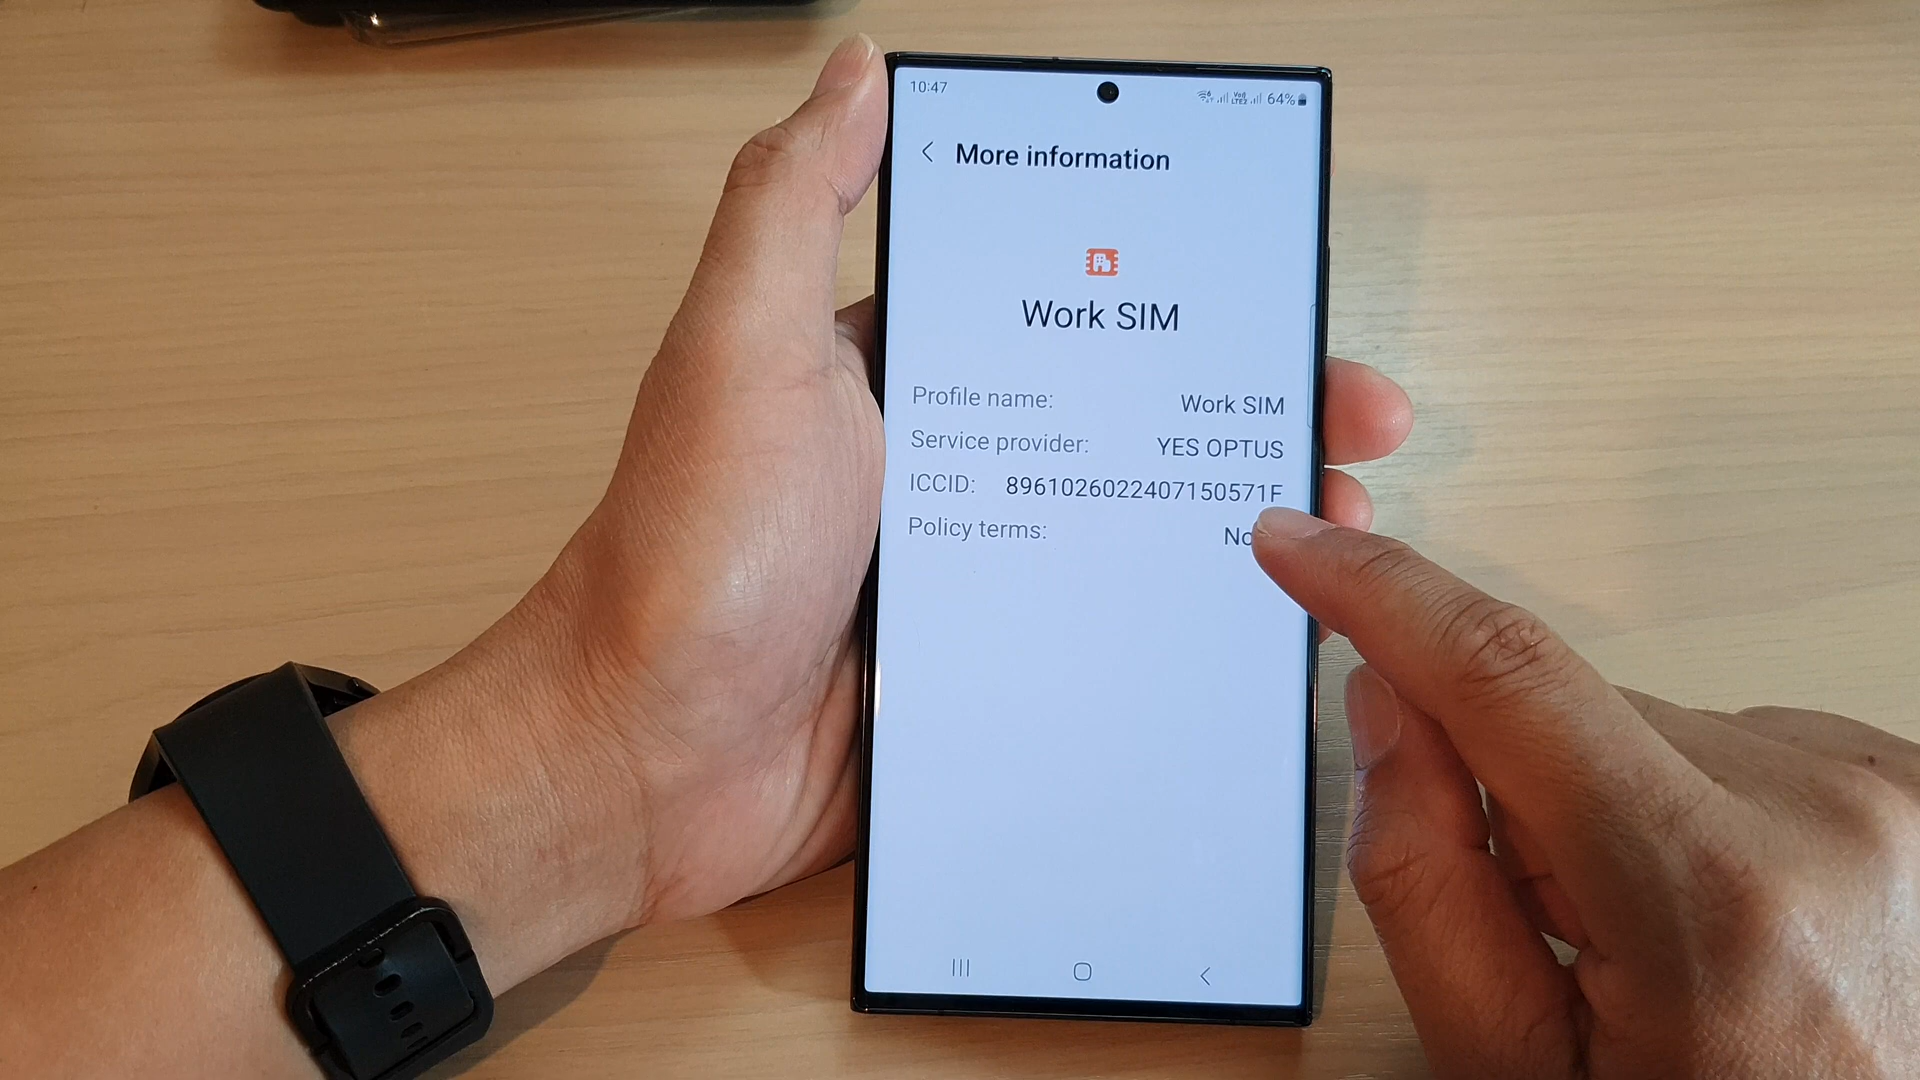 10:47
64%
More information
Work SIM
Profile name: Work SIM
Service provider: YES OPTUS
ICCID: 8961026022407150571F
Policy terms: